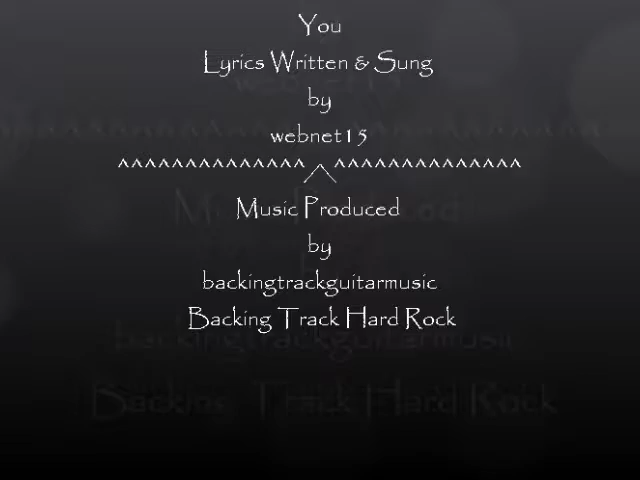 You
Lyrics Written & Sung
by
webnet15
^^^^^^^^^^^^^^^^^^^^^^^^^^^^^
Music Produced
by
backingtrackguitarmusic
Backing Track Hard Rock